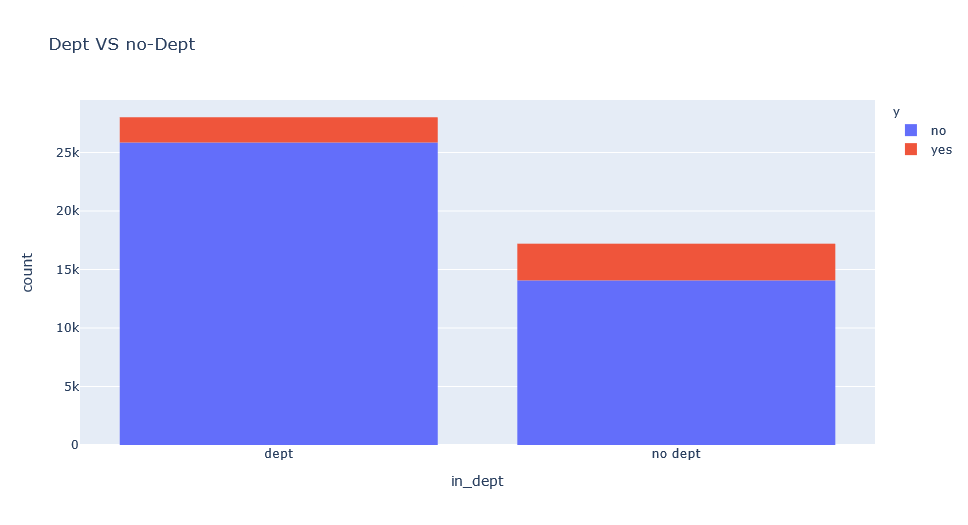 Dept VS no-Dept
y
no
yes
25k
20k
15k
10k
5k
0
count
dept
no dept
in_dept